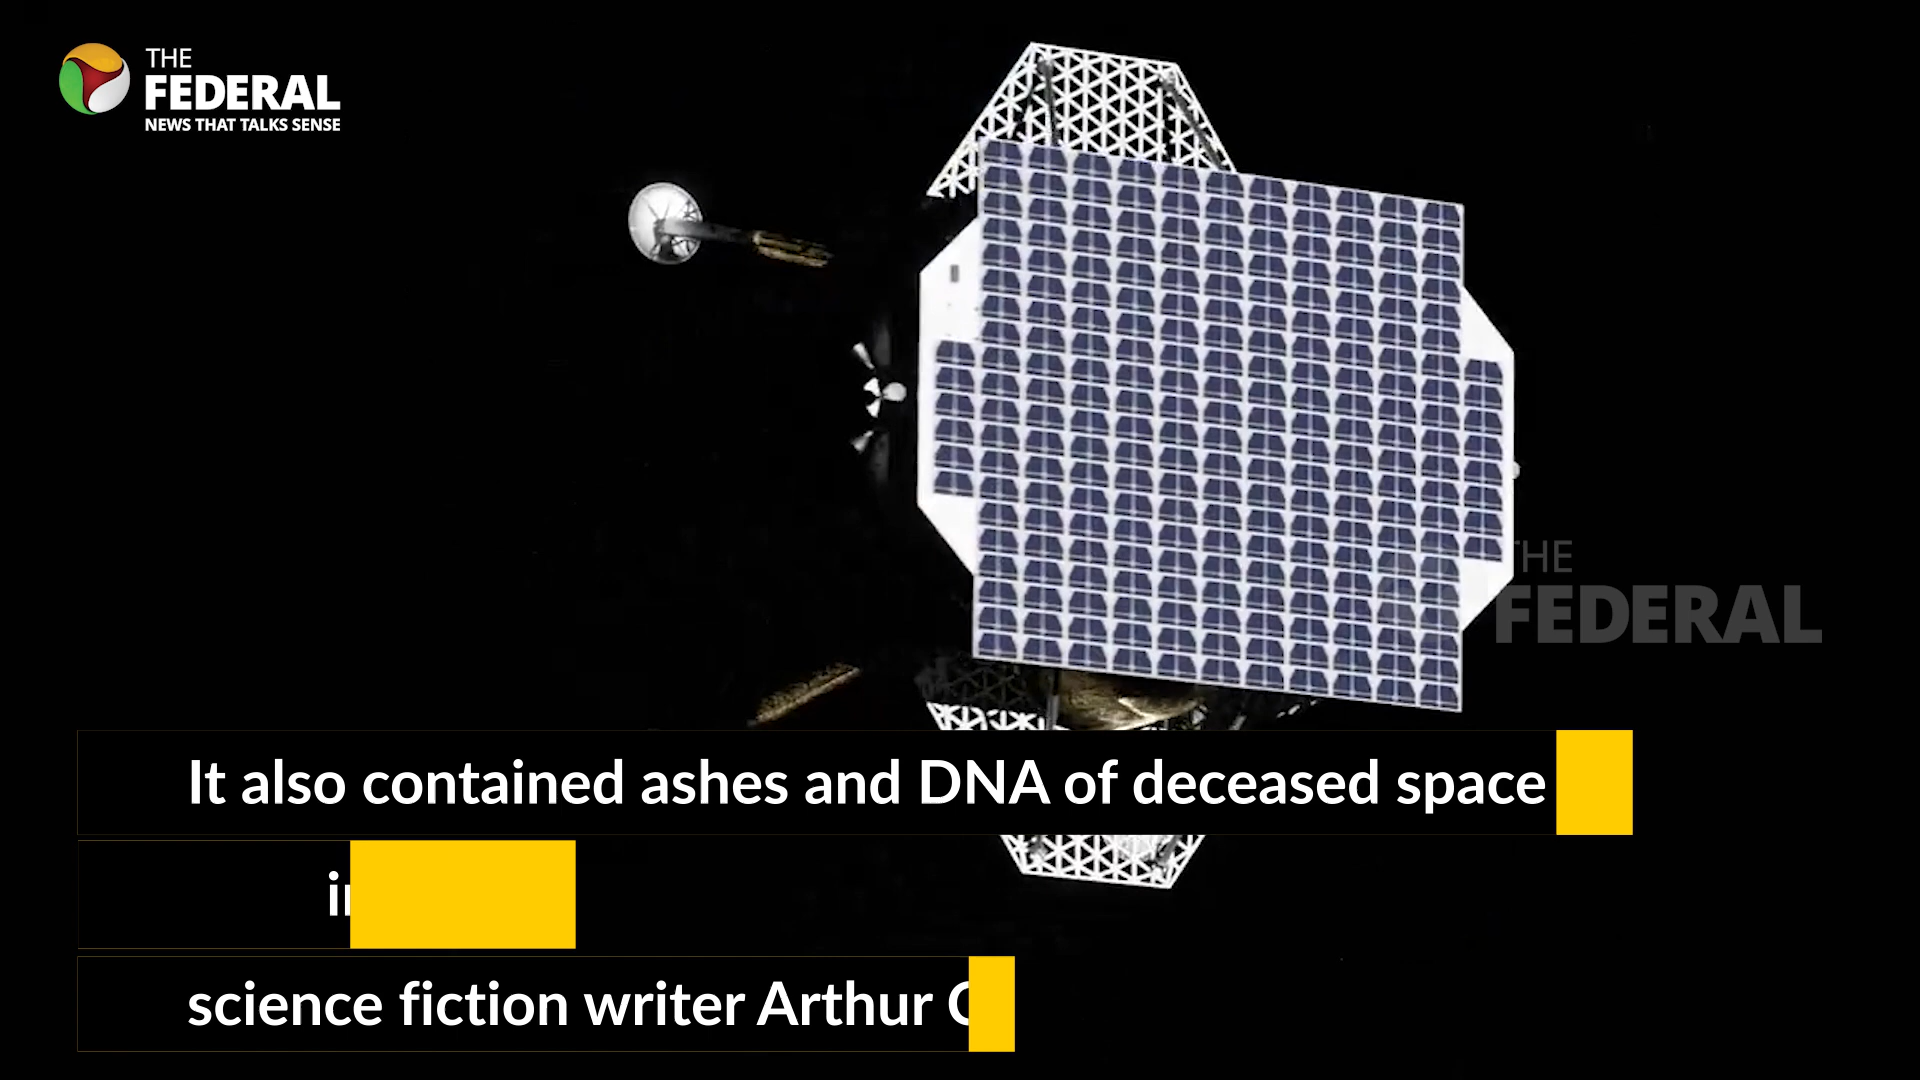 THE
FEDERAL
NEWS THAT TALKS SENSE
THE
FEDERAL
It also contained ashes and DNA of deceased space
science fiction writer Arthur